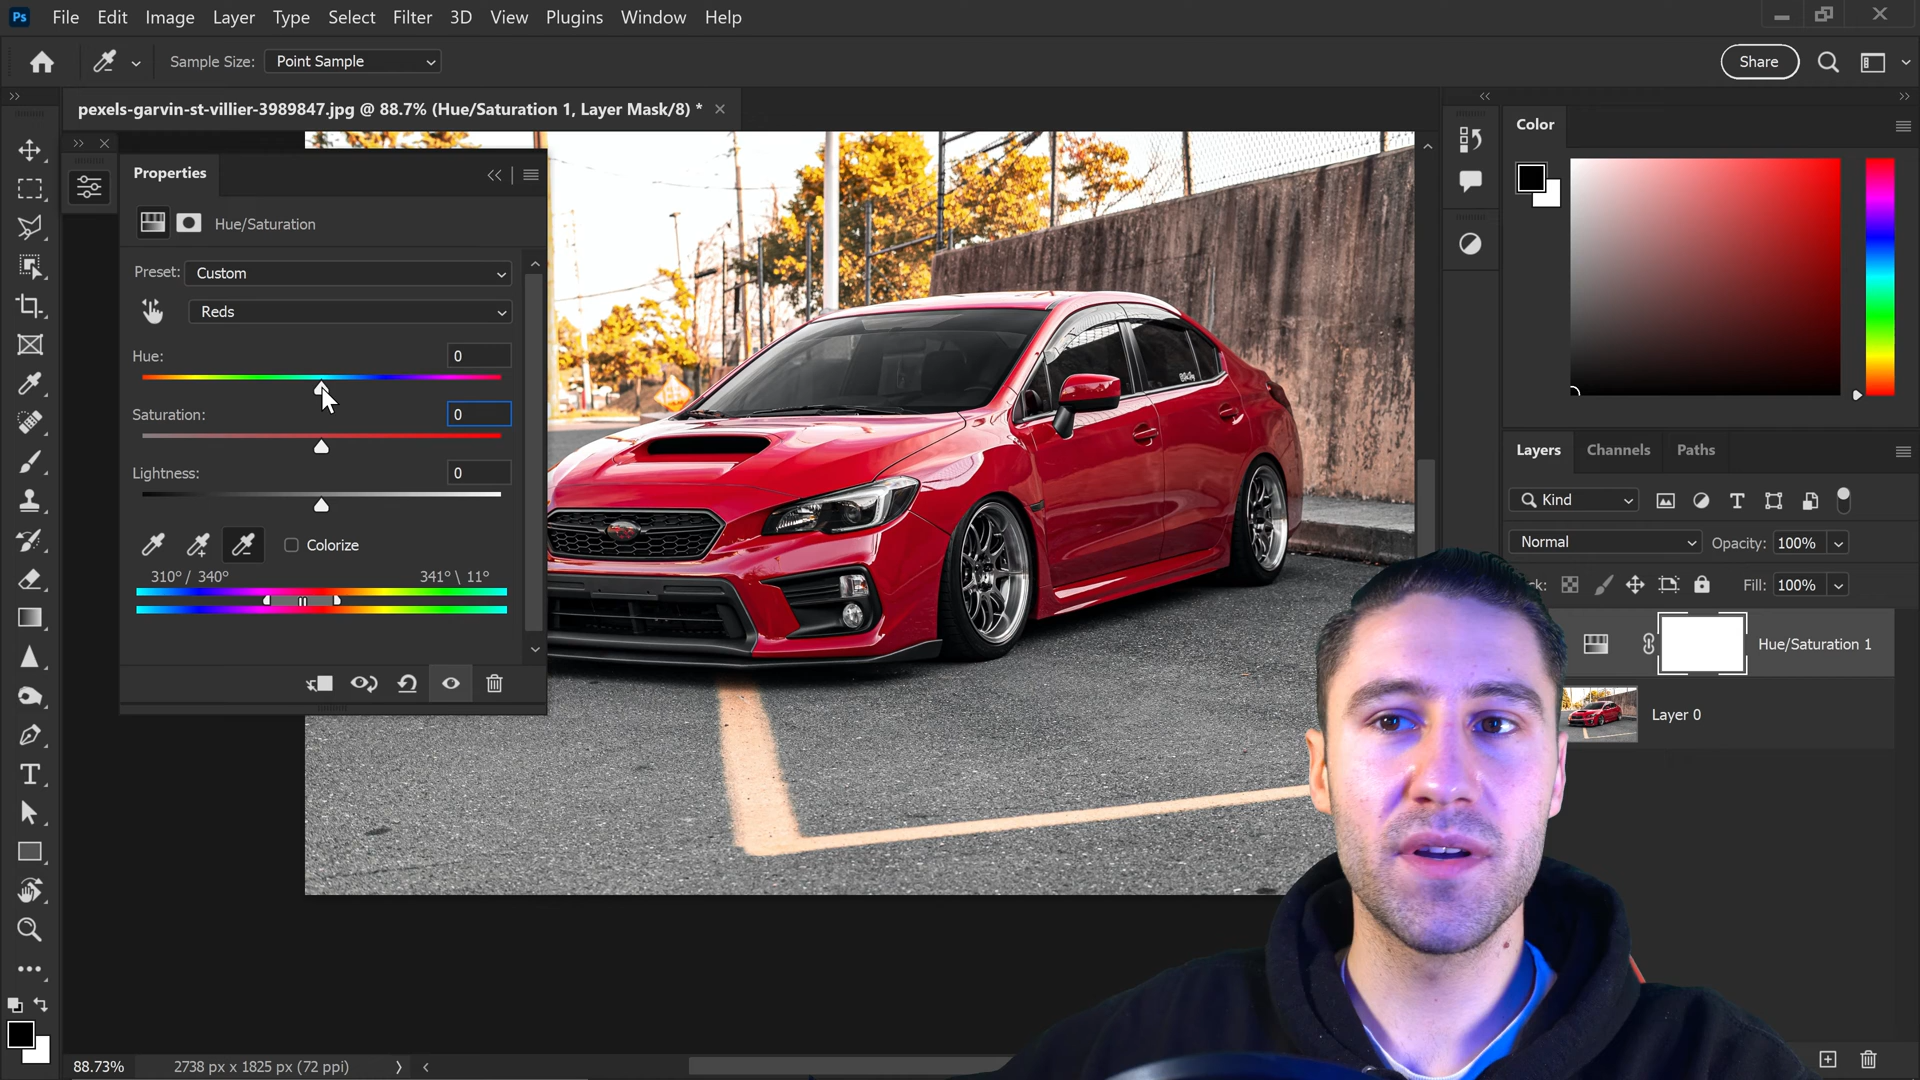 Ps File Edit Image Layer Type Select Filter 3D View Plugins Window Help
Sample Size: Point Sample Share
pexels-garvin-st-villier-3989847.jpg @ 88.7% (Hue/Saturation 1, Layer Mask/8) *
Properties
Hue/Saturation
Preset: Custom
Reds
Hue: 0
Saturation: 0
Lightness: 0
Colorize
310°/ 340° 341°\ 11°
Color
Layers Channels Paths
Kind
Normal Opacity: 100%
Fill: 100%
Hue/Saturation 1
Layer 0
88.73% 2738 px x 1825 px (72 ppi)